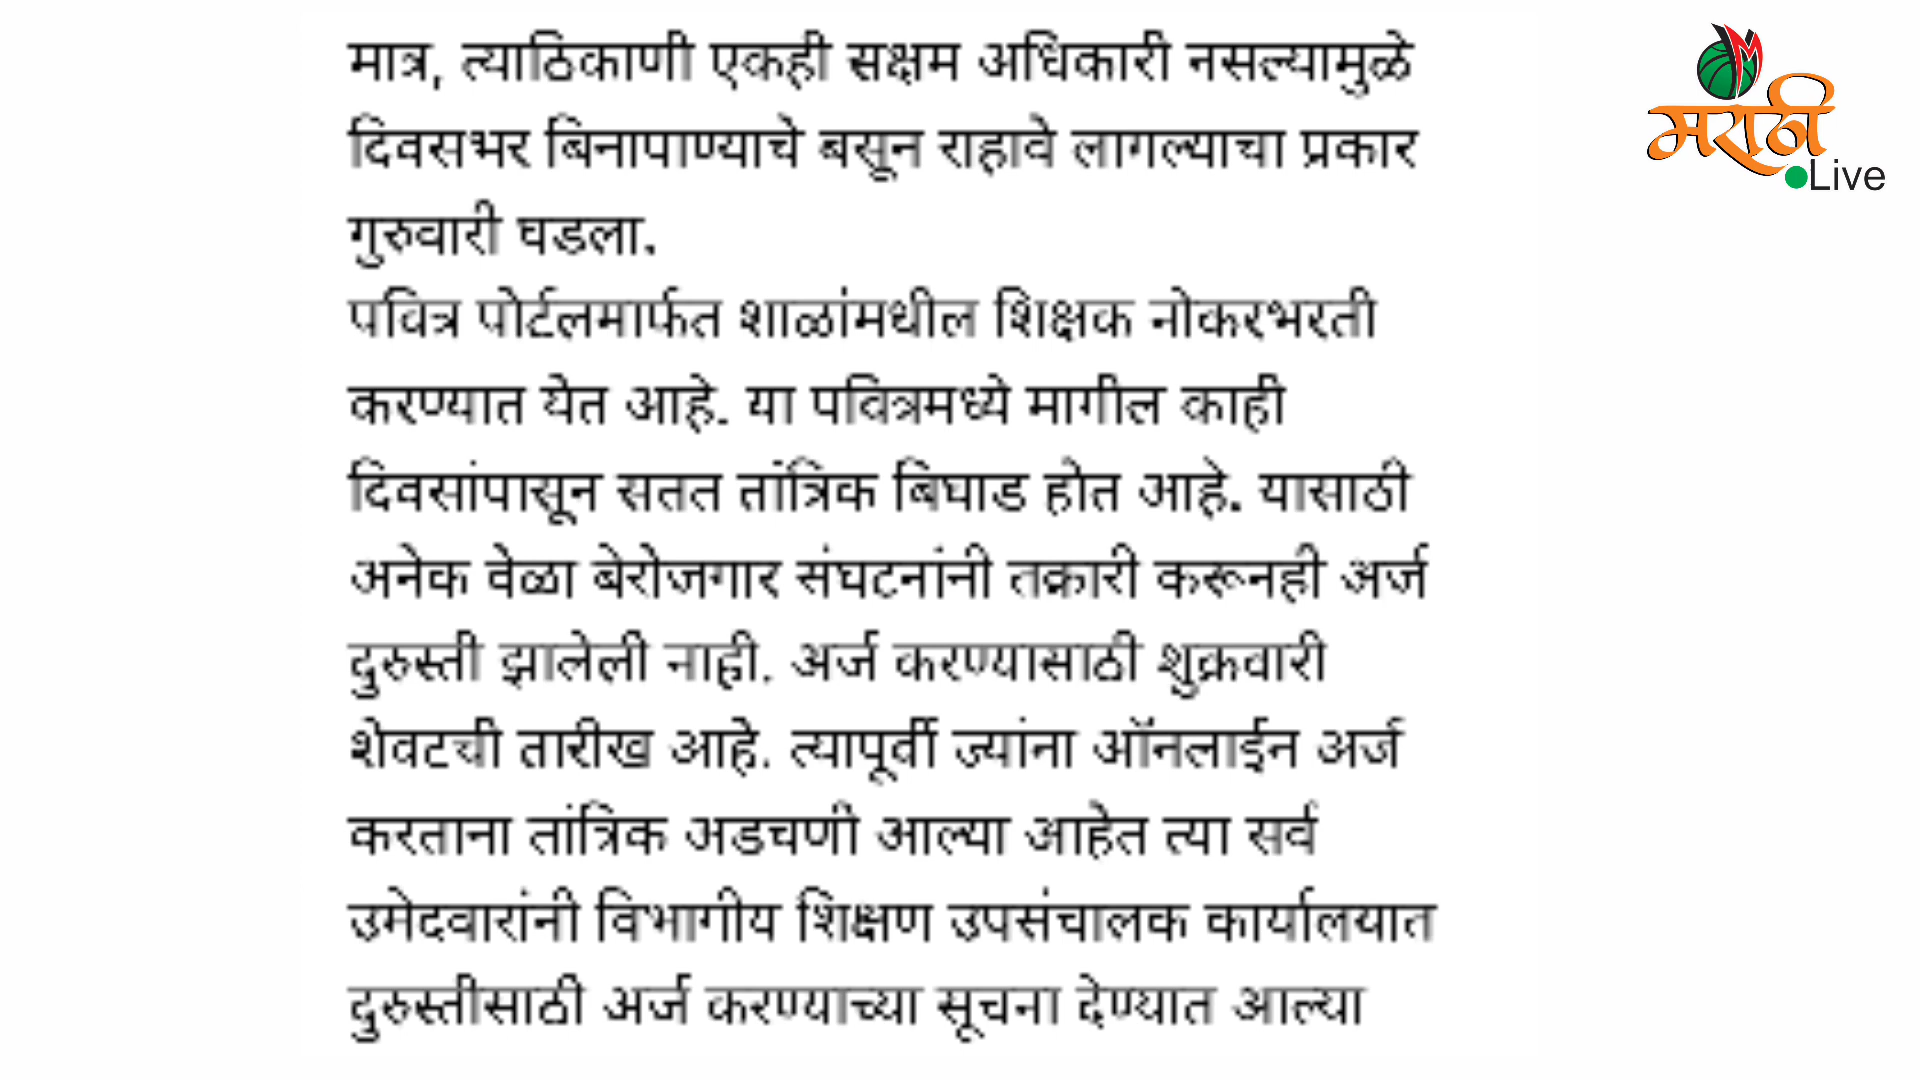 मात्र, त्याठिकाणी एकही सक्षम अधिकारी नसल्यामुळे
दिवसभर बिनापाण्याचे बसून राहावे लागल्याचा प्रकार
गुरुवारी घडला.
पवित्र पोर्टलमार्फत शाळांमधील शिक्षक नोकरभरती
करण्यात येत आहे. या पवित्रमध्ये मागील काही
दिवसांपासून सतत तांत्रिक बिघाड होत आहे. यासाठी
अनेक वेळा बेरोजगार संघटनांनी तक्रारी करूनही अर्ज
दुरुस्ती झालेली नाही. अर्ज करण्यासाठी शुक्रवारी
शेवटची तारीख आहे. त्यापूर्वी ज्यांना ऑनलाईन अर्ज
करताना तांत्रिक अडचणी आल्या आहेत त्या सर्व
उमेदवारांनी विभागीय शिक्षण उपसंचालक कार्यालयात
दुरुस्तीसाठी अर्ज करण्याच्या सूचना देण्यात आल्या
M
मराठी
Live